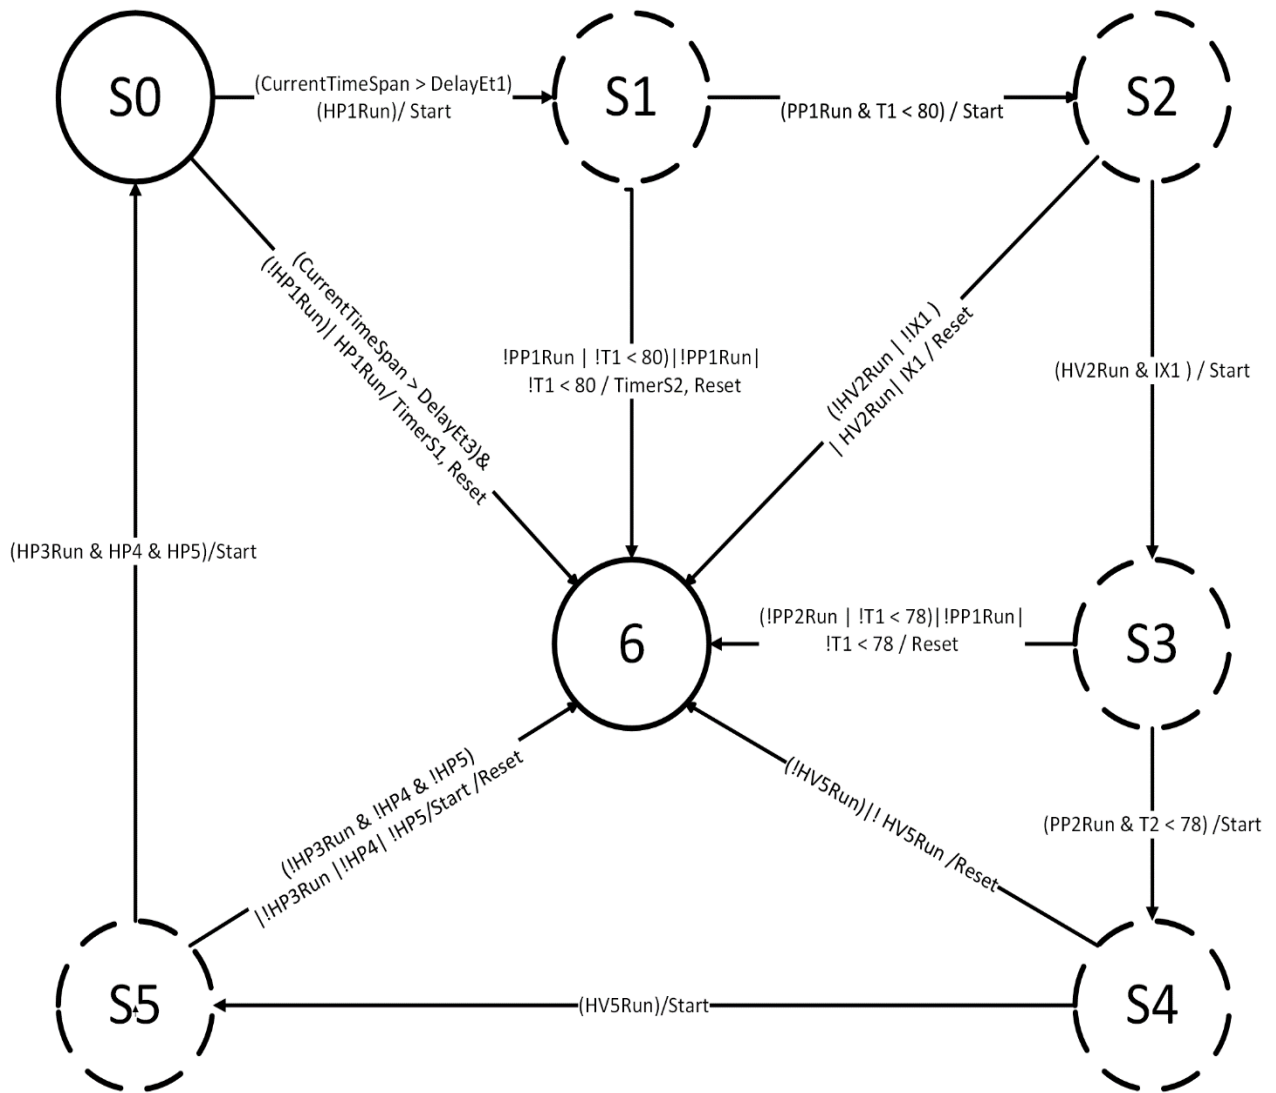 S0
(CurrentTimeSpan > DelayEt1)
(HP1Run)/ Start
S1
(PP1Run & T1 < 80) / Start
S2
(CurrentTimeSpan > DelayEt3)&
(!HP1Run)| HP1Run/ TimerS1, Reset
!PP1Run | !T1 < 80)|!PP1Run|
!T1 < 80 / TimerS2, Reset
(!HV2Run | !IX1 )
| HV2Run| IX1 / Reset
(HV2Run & IX1 ) / Start
(HP3Run & HP4 & HP5)/Start
6
(!PP2Run | !T1 < 78)|!PP1Run|
!T1 < 78 / Reset
S3
(!HP3Run & !HP4 & !HP5)
|!HP3Run |!HP4| !HP5/Start /Reset
(!HV5Run)|! HV5Run /Reset
(PP2Run & T2 < 78) /Start
S5
(HV5Run)/Start
S4